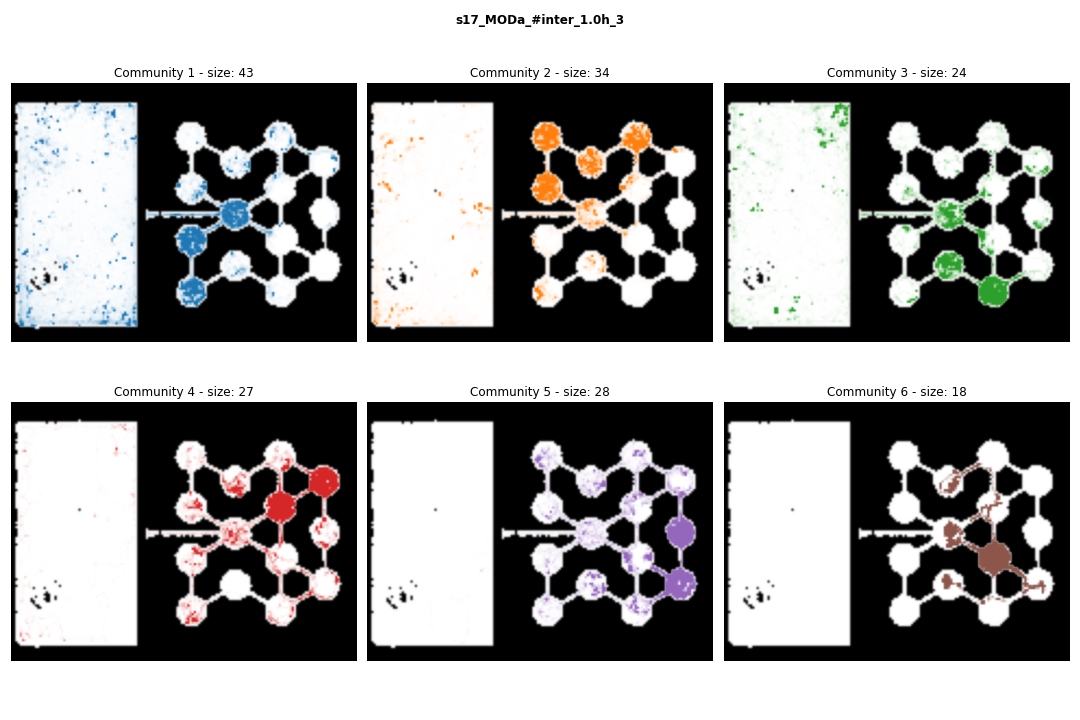 s17_MODa_#inter_1.0h_3
Community 1 - size: 43
Community 2 - size: 34
Community 3 - size: 24
Community 4 - size: 27
Community 5 - size: 28
Community 6 - size: 18